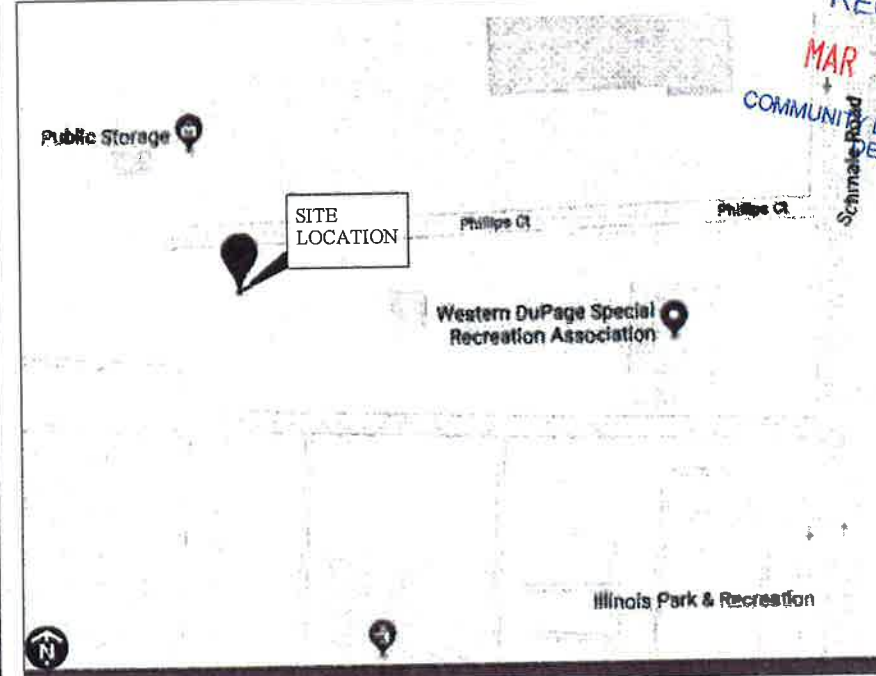 MAR
COMMUNITY
Schmale Road
Public Storage
SITE
LOCATION
Phillips Ct
Phillips Ct
Western DuPage Special
Recreation Association
Illinois Park & Recreation
N